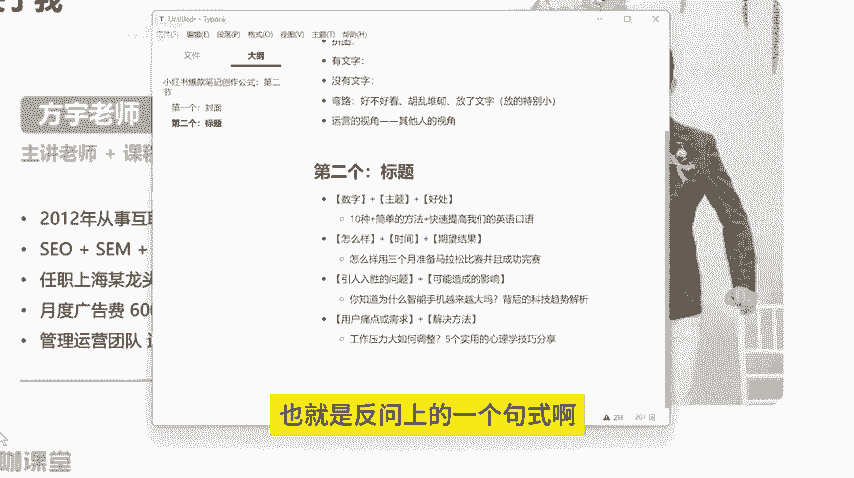 于我
Untitled - Typora
编辑(E) 段落(P) 格式(O) 视图(V) 主题(T) 帮助(H)
文件 大纲
小红书爆款笔记创作公式：第二
节
第一个：封面
第二个：标题
有文字：
没有文字：
弯路：好不好看、胡乱堆砌、放了文字（放的特别小）
运营的视角——其他人的视角
第二个：标题
【数字】+【主题】+【好处】
10种+简单的方法+快速提高我们的英语口语
【怎么样】+【时间】+【期望结果】
怎么样用三个月准备马拉松比赛并且成功完赛
【引人入胜的问题】+【可能造成的影响】
你知道为什么智能手机越来越大吗？背后的科技趋势解析
【用户痛点或需求】+【解决方法】
工作压力大如何调整？5个实用的心理学技巧分享
方宇老师
主讲老师 + 课程
2012年从事互联
SEO + SEM +
任职上海某龙头
月度广告费 600
管理运营团队
也就是反问上的一个句式啊
咖课堂